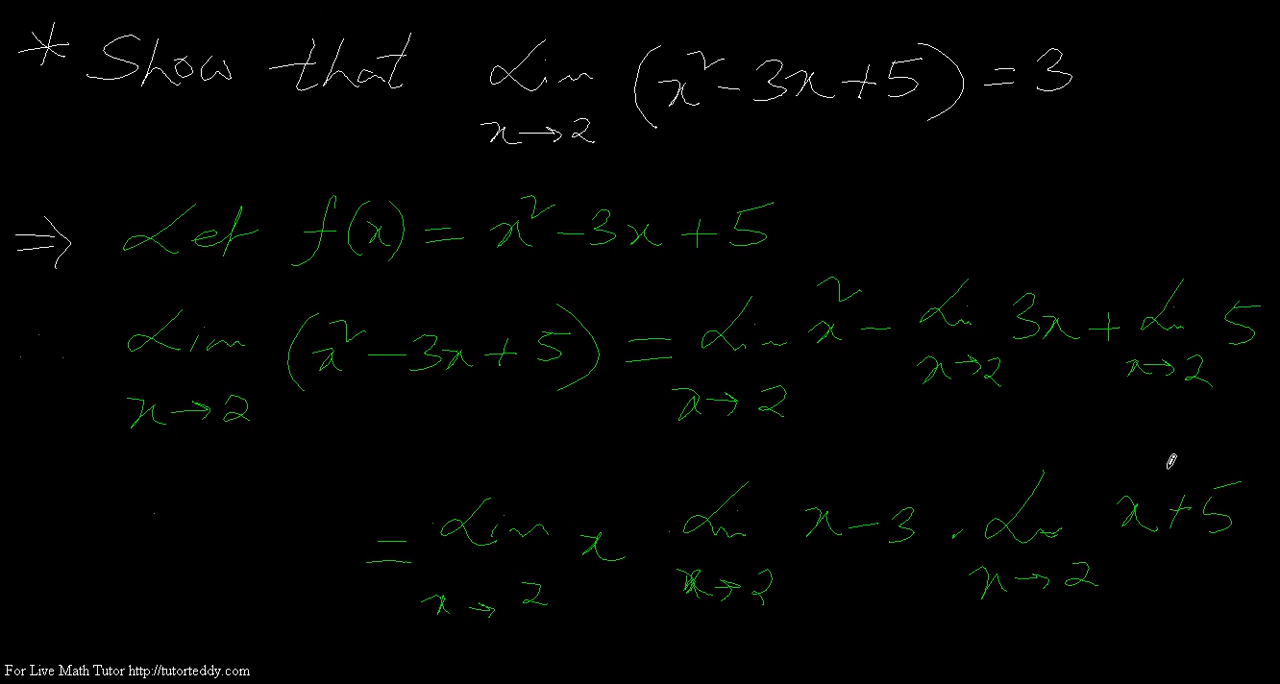 * Show that Lim (x² - 3x + 5) = 3
x → 2
⇒ Let f(x) = x² - 3x + 5
Lim (x² - 3x + 5) = Lim x² - Lim 3x + Lim 5
x → 2 x → 2 x → 2 x → 2
= Lim x . Lim x - 3 . Lim x + 5
x → 2 x → 2 x → 2
For Live Math Tutor http://tutorteddy.com